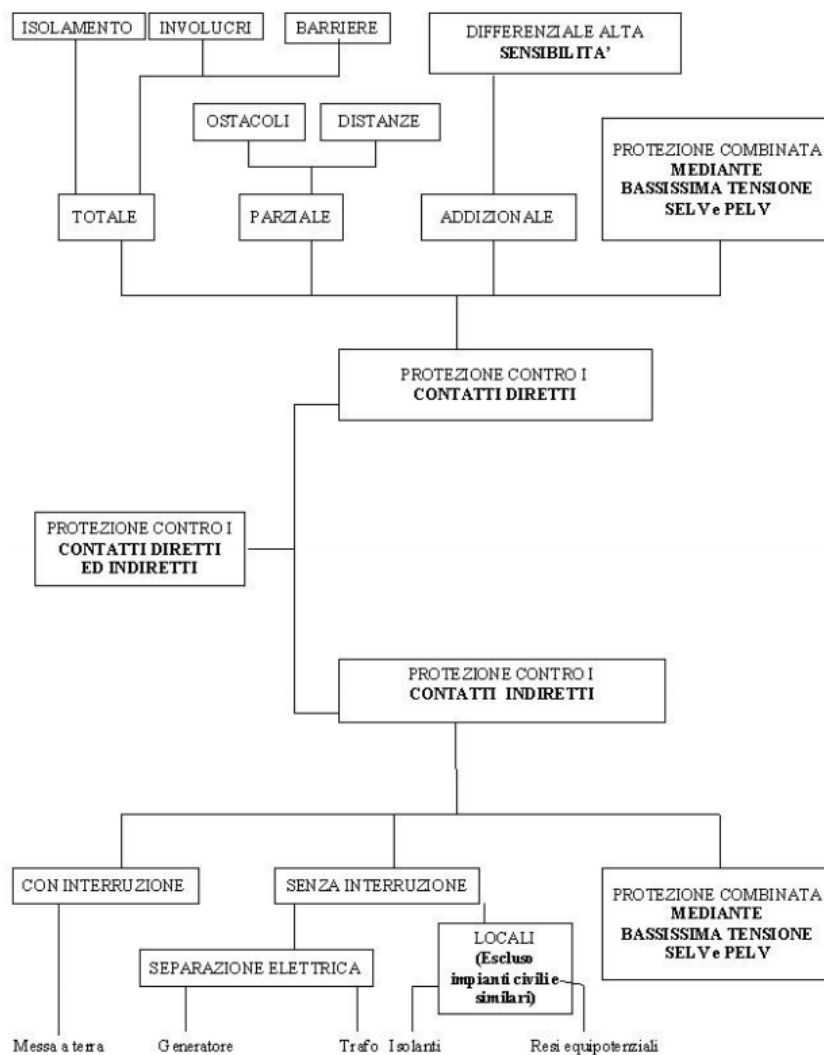 ISOLAMENTO
INVOLUCRI
BARRIERE
DIFFERENZIALE ALTA
SENSIBILITA'
OSTACOLI
DISTANZE
PROTEZIONE COMBINATA
MEDIANTE
BASSISSIMA TENSIONE
SELV e PELV
TOTALE
PARZIALE
ADDIZIONALE
PROTEZIONE CONTRO I
CONTATTI DIRETTI
PROTEZIONE CONTRO I
CONTATTI DIRETTI
ED INDIRETTI
PROTEZIONE CONTRO I
CONTATTI INDIRETTI
CON INTERRUZIONE
SENZA INTERRUZIONE
PROTEZIONE COMBINATA
MEDIANTE
BASSISSIMA TENSIONE
SELV e PELV
SEPARAZIONE ELETTRICA
LOCALI
(Escluso
impianti civili e
similari)
Messa a terra
Generatore
Trafo
Isolanti
Resi equipotenziali